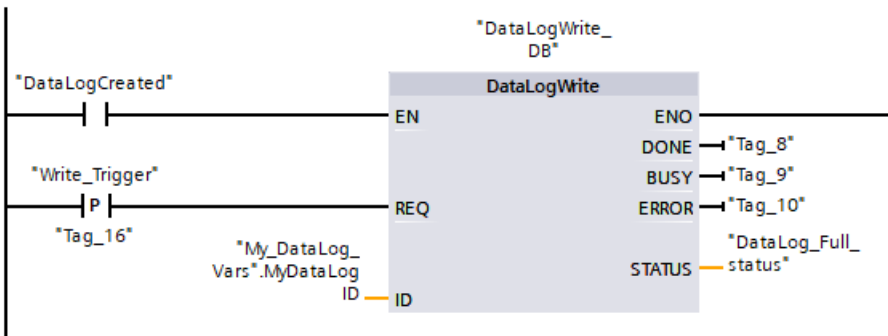 "DataLogWrite_
DB"
"DataLogCreated"
DataLogWrite
EN
ENO
DONE
"Tag_8"
"Write_Trigger"
BUSY
"Tag_9"
P
REQ
ERROR
"Tag_10"
"Tag_16"
"My_DataLog_
Vars".MyDataLog
ID
ID
"DataLog_Full_
STATUS
status"